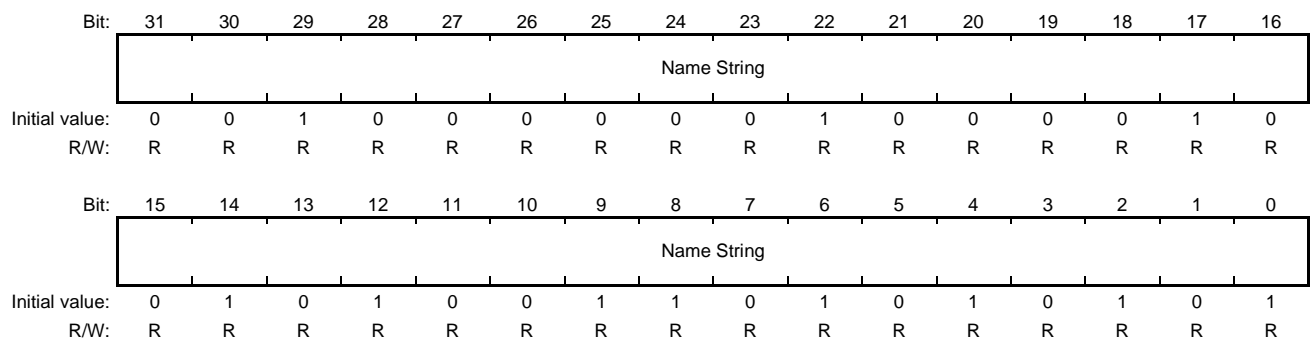 Bit: 31 30 29 28 27 26 25 24 23 22 21 20 19 18 17 16
Name String
Initial value: 0 0 1 0 0 0 0 0 0 1 0 0 0 0 1 0
R/W: R R R R R R R R R R R R R R R R
Bit: 15 14 13 12 11 10 9 8 7 6 5 4 3 2 1 0
Name String
Initial value: 0 1 0 1 0 0 1 1 0 1 0 1 0 1 0 1
R/W: R R R R R R R R R R R R R R R R